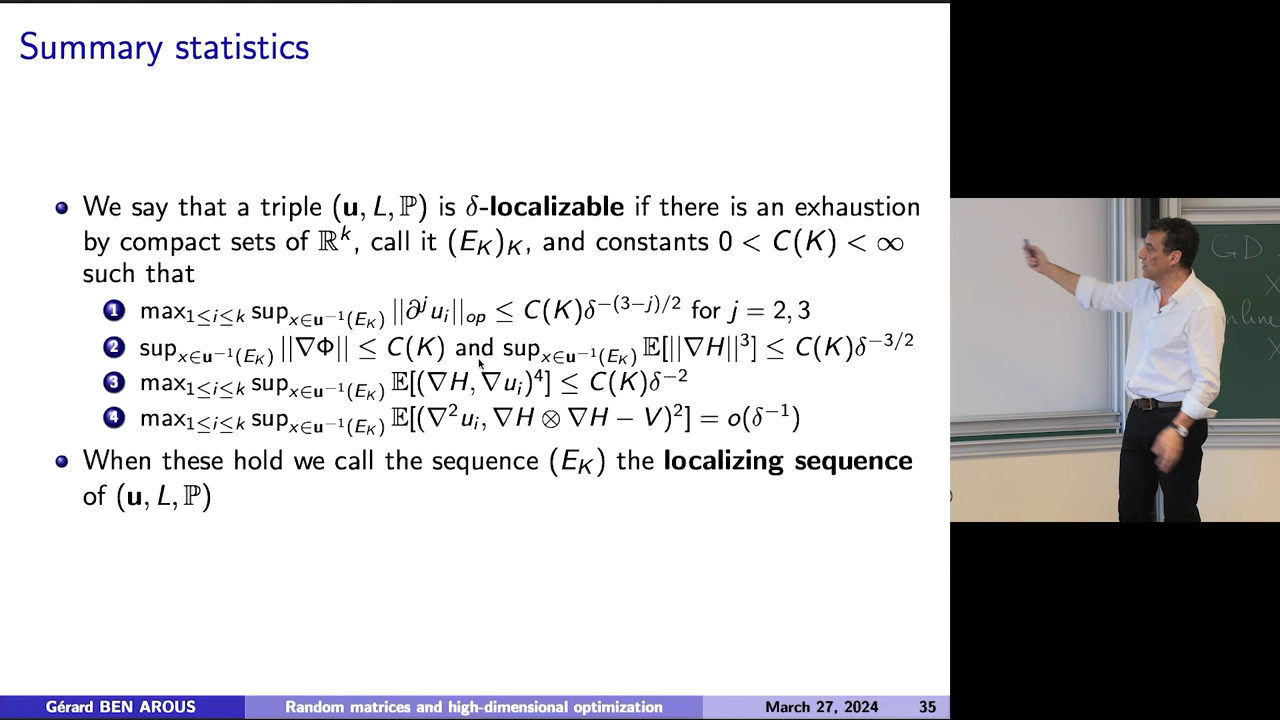 Summary statistics
We say that a triple (𝐮, L, ℙ) is δ-localizable if there is an exhaustion
by compact sets of ℝᵏ, call it (E_K)_K, and constants 0 < C(K) < ∞
such that
1 max_{1≤i≤k} sup_{x∈𝐮⁻¹(E_K)} ||∂ʲu_i||_{op} ≤ C(K)δ^{−(3−j)/2} for j = 2, 3
2 sup_{x∈𝐮⁻¹(E_K)} ||∇Φ|| ≤ C(K) and sup_{x∈𝐮⁻¹(E_K)} 𝔼[||∇H||³] ≤ C(K)δ^{−3/2}
3 max_{1≤i≤k} sup_{x∈𝐮⁻¹(E_K)} 𝔼[(∇H, ∇u_i)⁴] ≤ C(K)δ^{−2}
4 max_{1≤i≤k} sup_{x∈𝐮⁻¹(E_K)} 𝔼[(∇²u_i, ∇H ⊗ ∇H − V)²] = o(δ^{−1})
When these hold we call the sequence (E_K) the localizing sequence
of (𝐮, L, ℙ)
GD
Gérard BEN AROUS Random matrices and high-dimensional optimization March 27, 2024 35